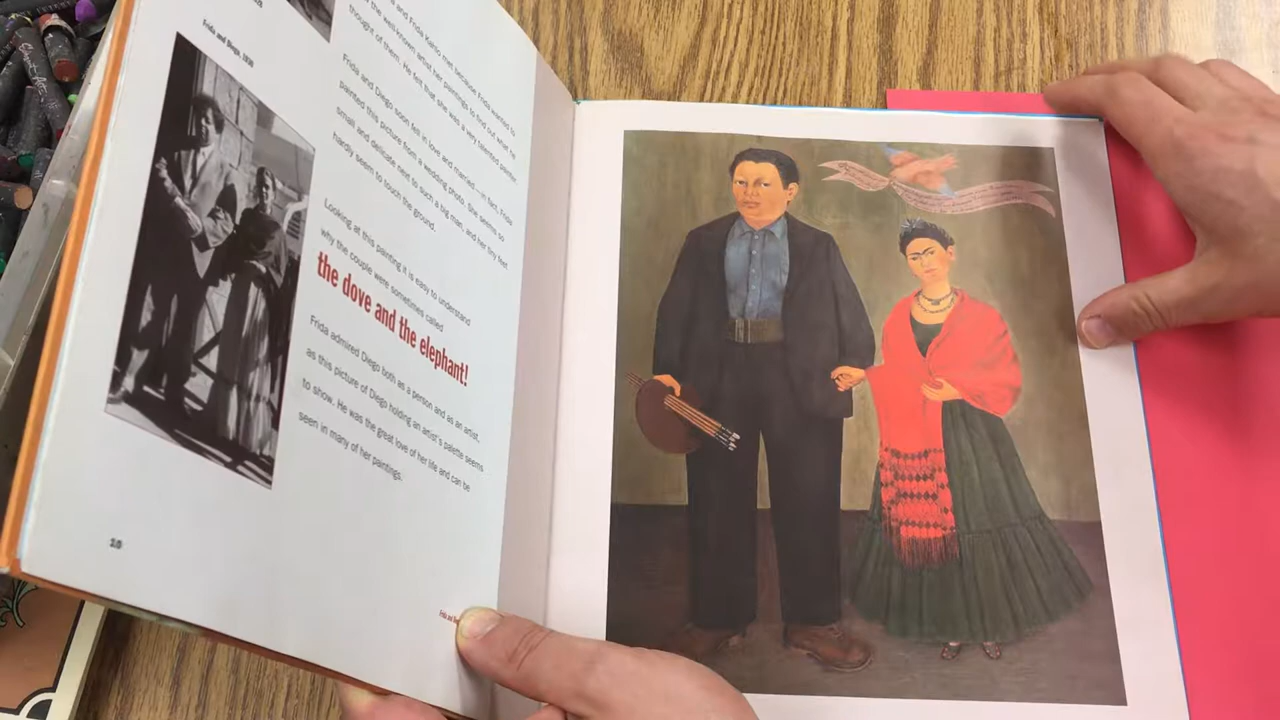 Frida and Diego, 1930
and Frida Kahlo met because Frida wanted to
the well-known artist her paintings to find out what he
thought of them. He felt that she was a very talented painter.
Frida and Diego soon fell in love and married—in fact, Frida
painted this picture from a wedding photo. She seems so
small and delicate next to such a big man, and her tiny feet
hardly seem to touch the ground.
Looking at this painting it is easy to understand
why the couple were sometimes called
the dove and the elephant!
Frida admired Diego both as a person and as an artist,
as this picture of Diego holding an artist's palette seems
to show. He was the great love of her life and can be
seen in many of her paintings.
Frida and